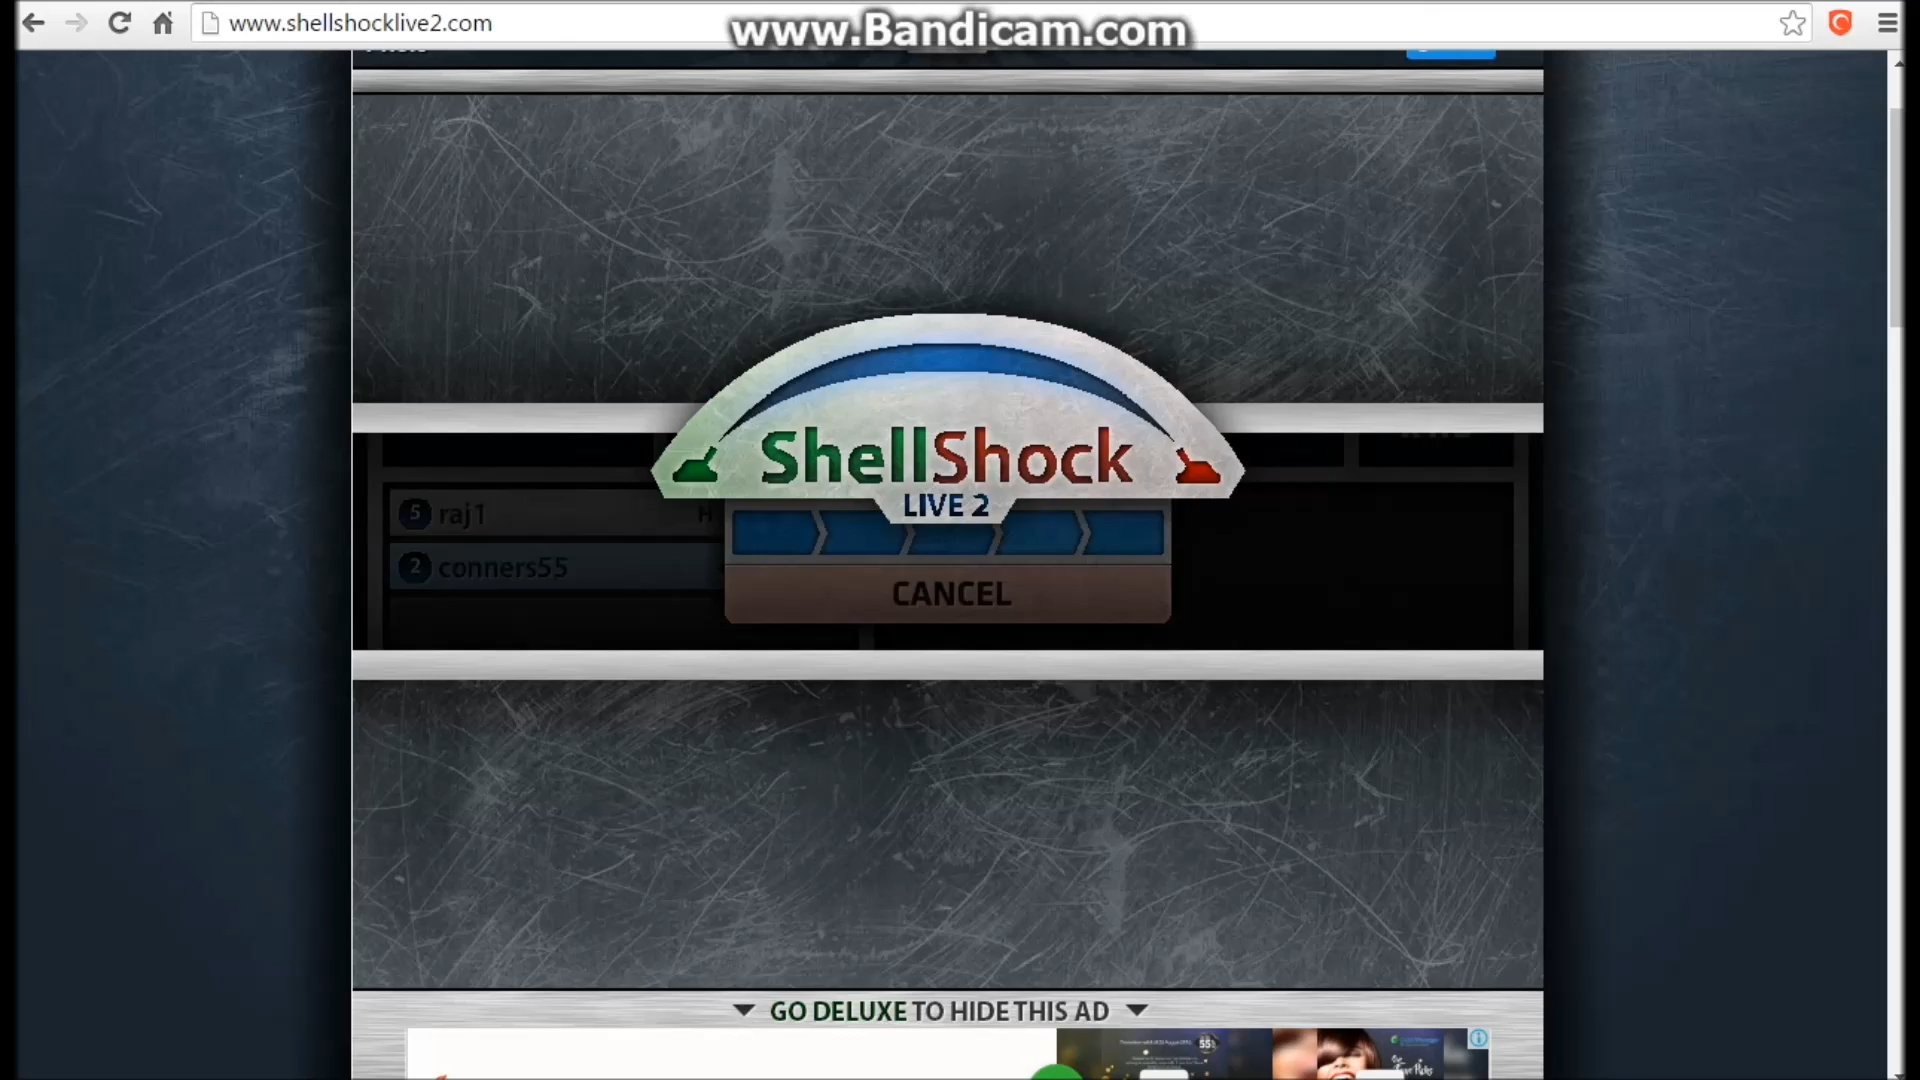 www.shellshocklive2.com
www.Bandicam.com
ShellShock
LIVE 2
5 raj1 H
2 conners55
CANCEL
GO DELUXE TO HIDE THIS AD
55